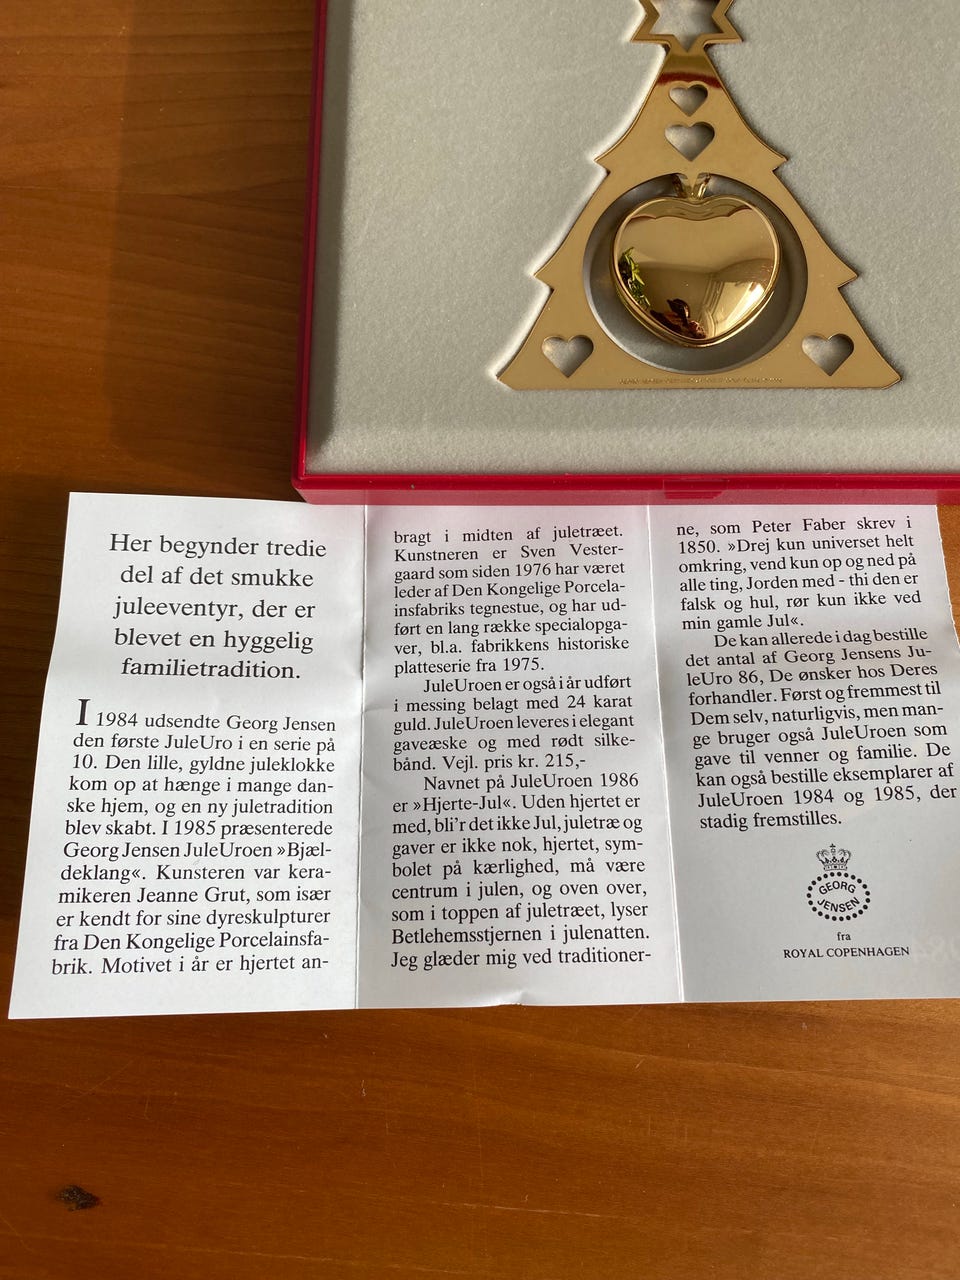 Her begynder tredie
del af det smukke
juleeventyr, der er
blevet en hyggelig
familietradition.
I 1984 udsendte Georg Jensen
den første JuleUro i en serie på
10. Den lille, gyldne juleklokke
kom op at hænge i mange dan-
ske hjem, og en ny juletradition
blev skabt. I 1985 præsenterede
Georg Jensen JuleUroen »Bjæl-
deklang«. Kunsteren var kera-
mikeren Jeanne Grut, som især
er kendt for sine dyreskulpturer
fra Den Kongelige Porcelainsfa-
brik. Motivet i år er hjertet an-
bragt i midten af juletræet.
Kunstneren er Sven Vester-
gaard som siden 1976 har været
leder af Den Kongelige Porcela-
insfabriks tegnestue, og har ud-
ført en lang række specialopga-
ver, bl.a. fabrikkens historiske
platteserie fra 1975.
JuleUroen er også i år udført
i messing belagt med 24 karat
guld. JuleUroen leveres i elegant
gaveæske og med rødt silke-
bånd. Vejl. pris kr. 215,-
Navnet på JuleUroen 1986
er »Hjerte-Jul«. Uden hjertet er
med, bli'r det ikke Jul, juletræ og
gaver er ikke nok, hjertet, sym-
bolet på kærlighed, må være
centrum i julen, og oven over,
som i toppen af juletræet, lyser
Betlehemsstjernen i julenatten.
Jeg glæder mig ved traditioner-
ne, som Peter Faber skrev i
1850. »Drej kun universet helt
omkring, vend kun op og ned på
alle ting, Jorden med - thi den er
falsk og hul, rør kun ikke ved
min gamle Jul«.
De kan allerede i dag bestille
det antal af Georg Jensens Ju-
leUro 86, De ønsker hos Deres
forhandler. Først og fremmest til
Dem selv, naturligvis, men man-
ge bruger også JuleUroen som
gave til venner og familie. De
kan også bestille eksemplarer af
JuleUroen 1984 og 1985, der
stadig fremstilles.
GEORG
JENSEN
fra
ROYAL COPENHAGEN